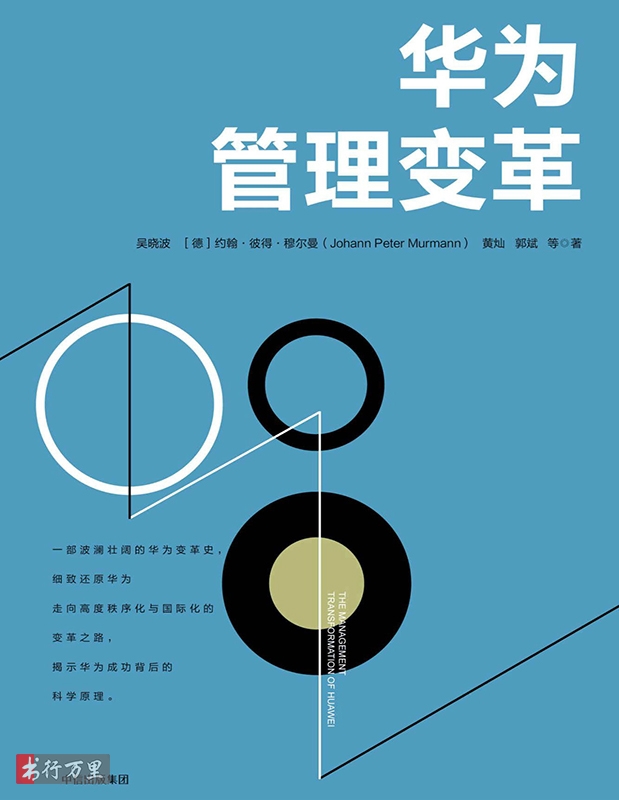 华为
管理变革
吴晓波 [德]约翰·彼得·穆尔曼(Johann Peter Murmann) 黄灿 郭斌 等◎著
一部波澜壮阔的华为变革史，
细致还原华为
走向高度秩序化与国际化的
变革之路，
揭示华为成功背后的
科学原理。
THE MANAGEMENT
TRANSFORMATION OF HUAWEI
书行万里
中信出版集团